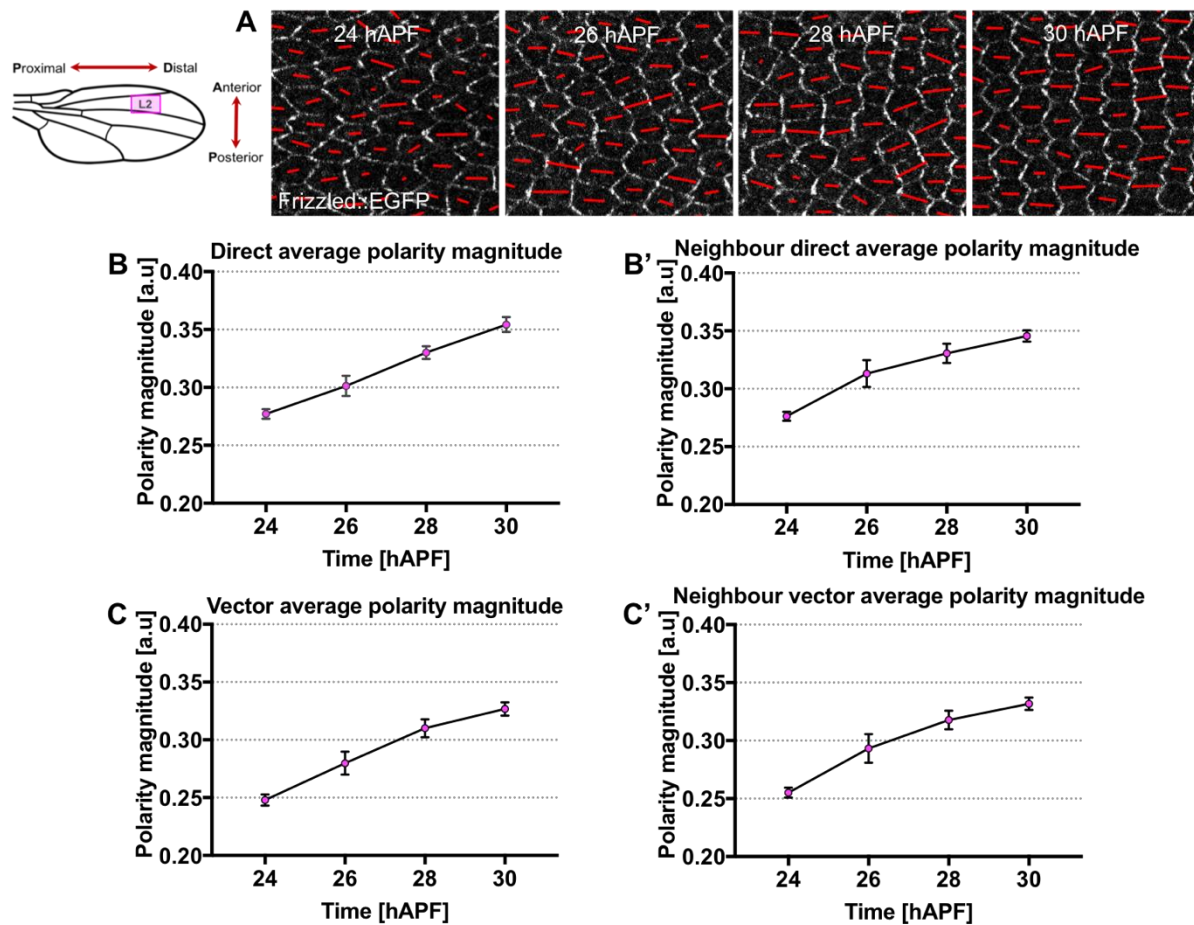 Proximal Distal
L2
Anterior
Posterior
A
24 hAPF
26 hAPF
28 hAPF
30 hAPF
Frizzled::EGFP
B
Direct average polarity magnitude
Polarity magnitude [a.u]
0.40
0.35
0.30
0.25
0.20
24 26 28 30
Time [hAPF]
B'
Neighbour direct average polarity magnitude
Polarity magnitude [a.u]
0.40
0.35
0.30
0.25
0.20
24 26 28 30
Time [hAPF]
C
Vector average polarity magnitude
Polarity magnitude [a.u]
0.40
0.35
0.30
0.25
0.20
24 26 28 30
Time [hAPF]
C'
Neighbour vector average polarity magnitude
Polarity magnitude [a.u]
0.40
0.35
0.30
0.25
0.20
24 26 28 30
Time [hAPF]